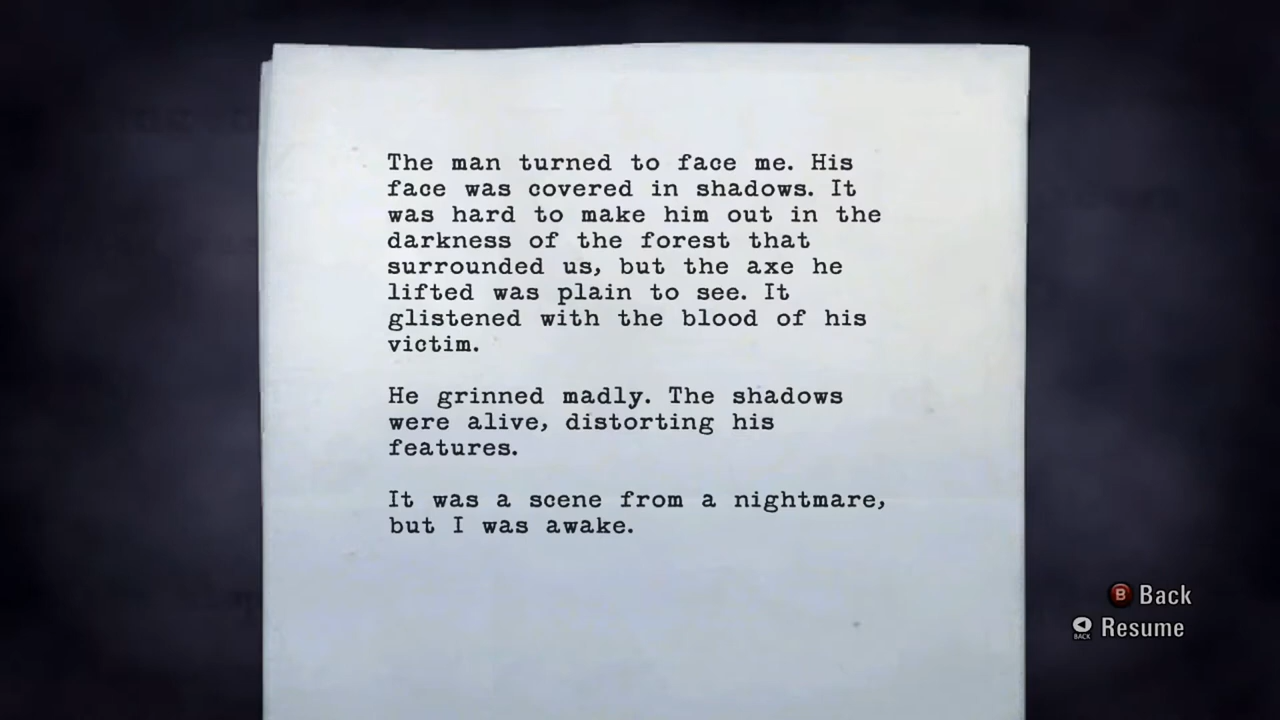 The man turned to face me. His
face was covered in shadows. It
was hard to make him out in the
darkness of the forest that
surrounded us, but the axe he
lifted was plain to see. It
glistened with the blood of his
victim.
He grinned madly. The shadows
were alive, distorting his
features.
It was a scene from a nightmare,
but I was awake.
B Back
BACK Resume